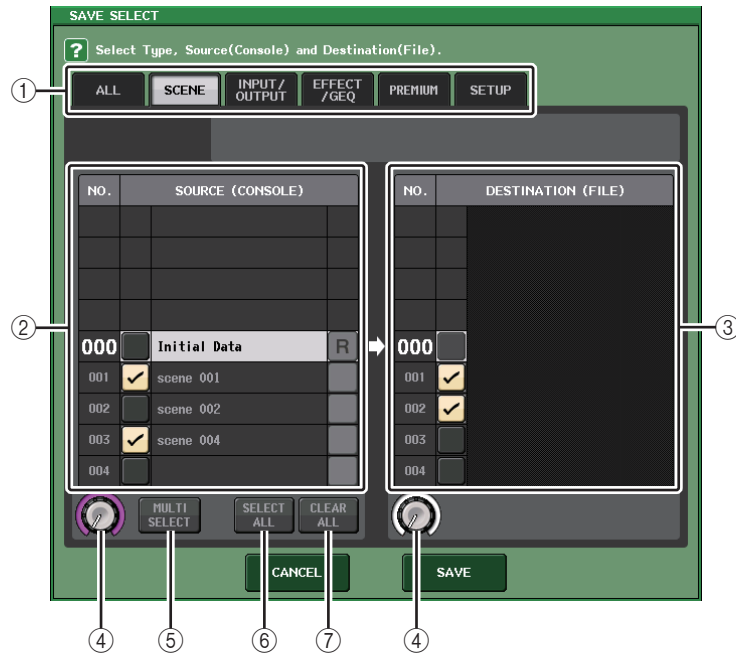 SAVE SELECT
? Select Type, Source(Console) and Destination(File).
① ALL SCENE INPUT/ OUTPUT EFFECT /GEQ PREMIUM SETUP
NO. SOURCE (CONSOLE) NO. DESTINATION (FILE)
② 000 Initial Data R 000 ③
001 scene 001 001
002 scene 002 002
003 scene 004 003
004 004
MULTI SELECT SELECT ALL CLEAR ALL
CANCEL SAVE
④ ⑤ ⑥ ⑦ ④